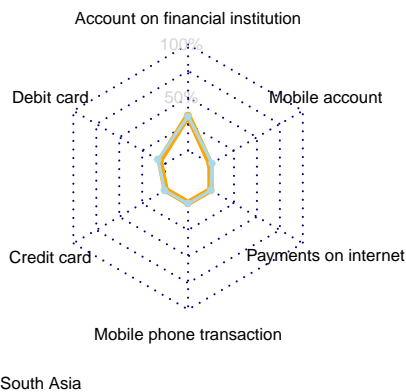 Account on financial institution
100%
50%
Debit card
Mobile account
Credit card
Payments on internet
Mobile phone transaction
South Asia